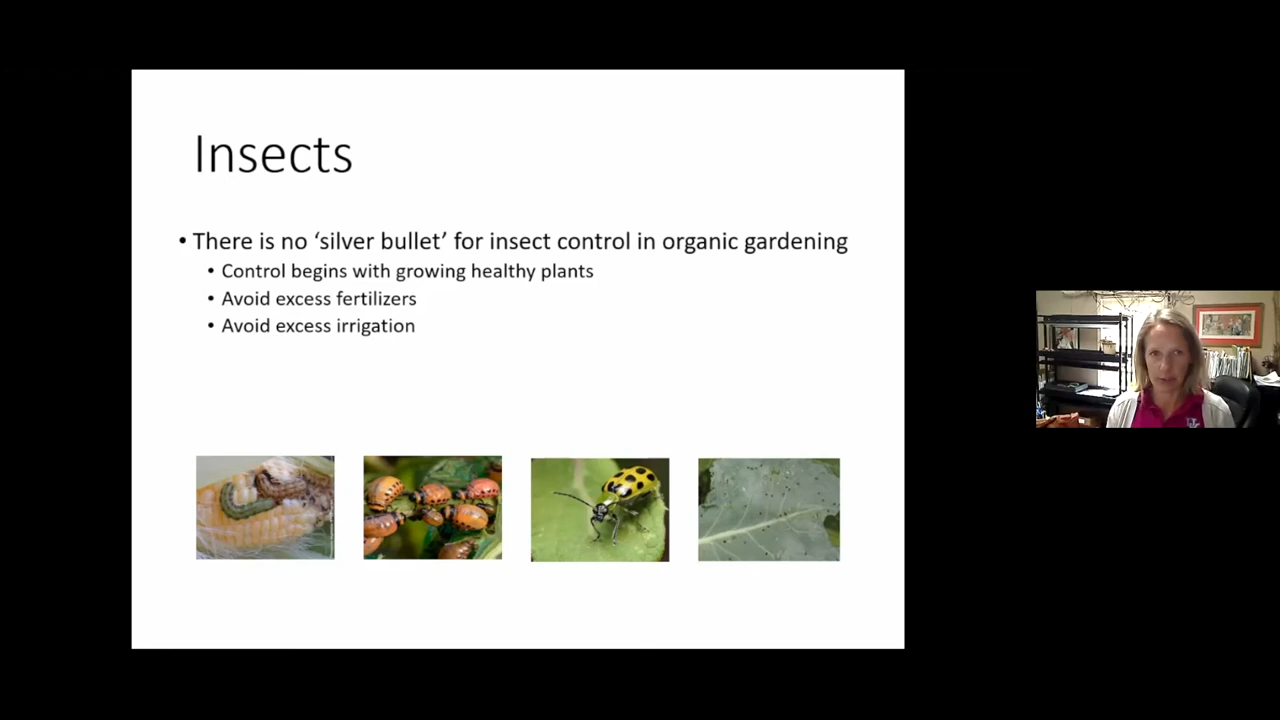 Insects
• There is no ‘silver bullet’ for insect control in organic gardening
• Control begins with growing healthy plants
• Avoid excess fertilizers
• Avoid excess irrigation